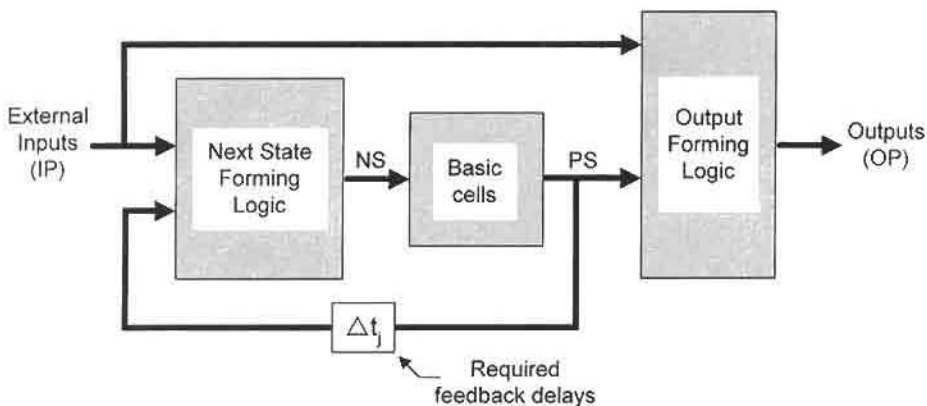 External
Inputs
(IP)
Next State
Forming
Logic
NS
Basic
cells
PS
Output
Forming
Logic
Outputs
(OP)
△tj
Required
feedback delays